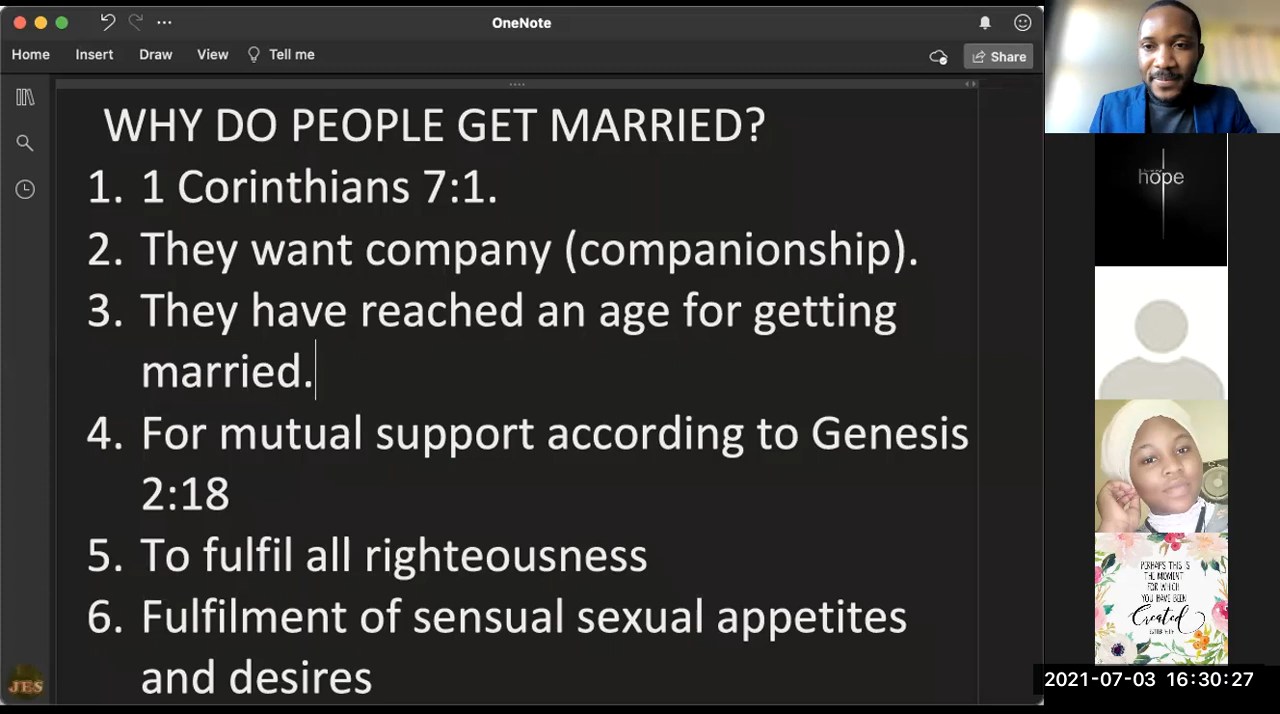 OneNote
Home Insert Draw View Tell me Share
WHY DO PEOPLE GET MARRIED?
1. 1 Corinthians 7:1.
2. They want company (companionship).
3. They have reached an age for getting
married.
4. For mutual support according to Genesis
2:18
5. To fulfil all righteousness
6. Fulfilment of sensual sexual appetites
and desires
JES
hope
PERHAPS THIS IS
THE MOMENT
FOR WHICH
YOU HAVE BEEN
Created
2021-07-03 16:30:27